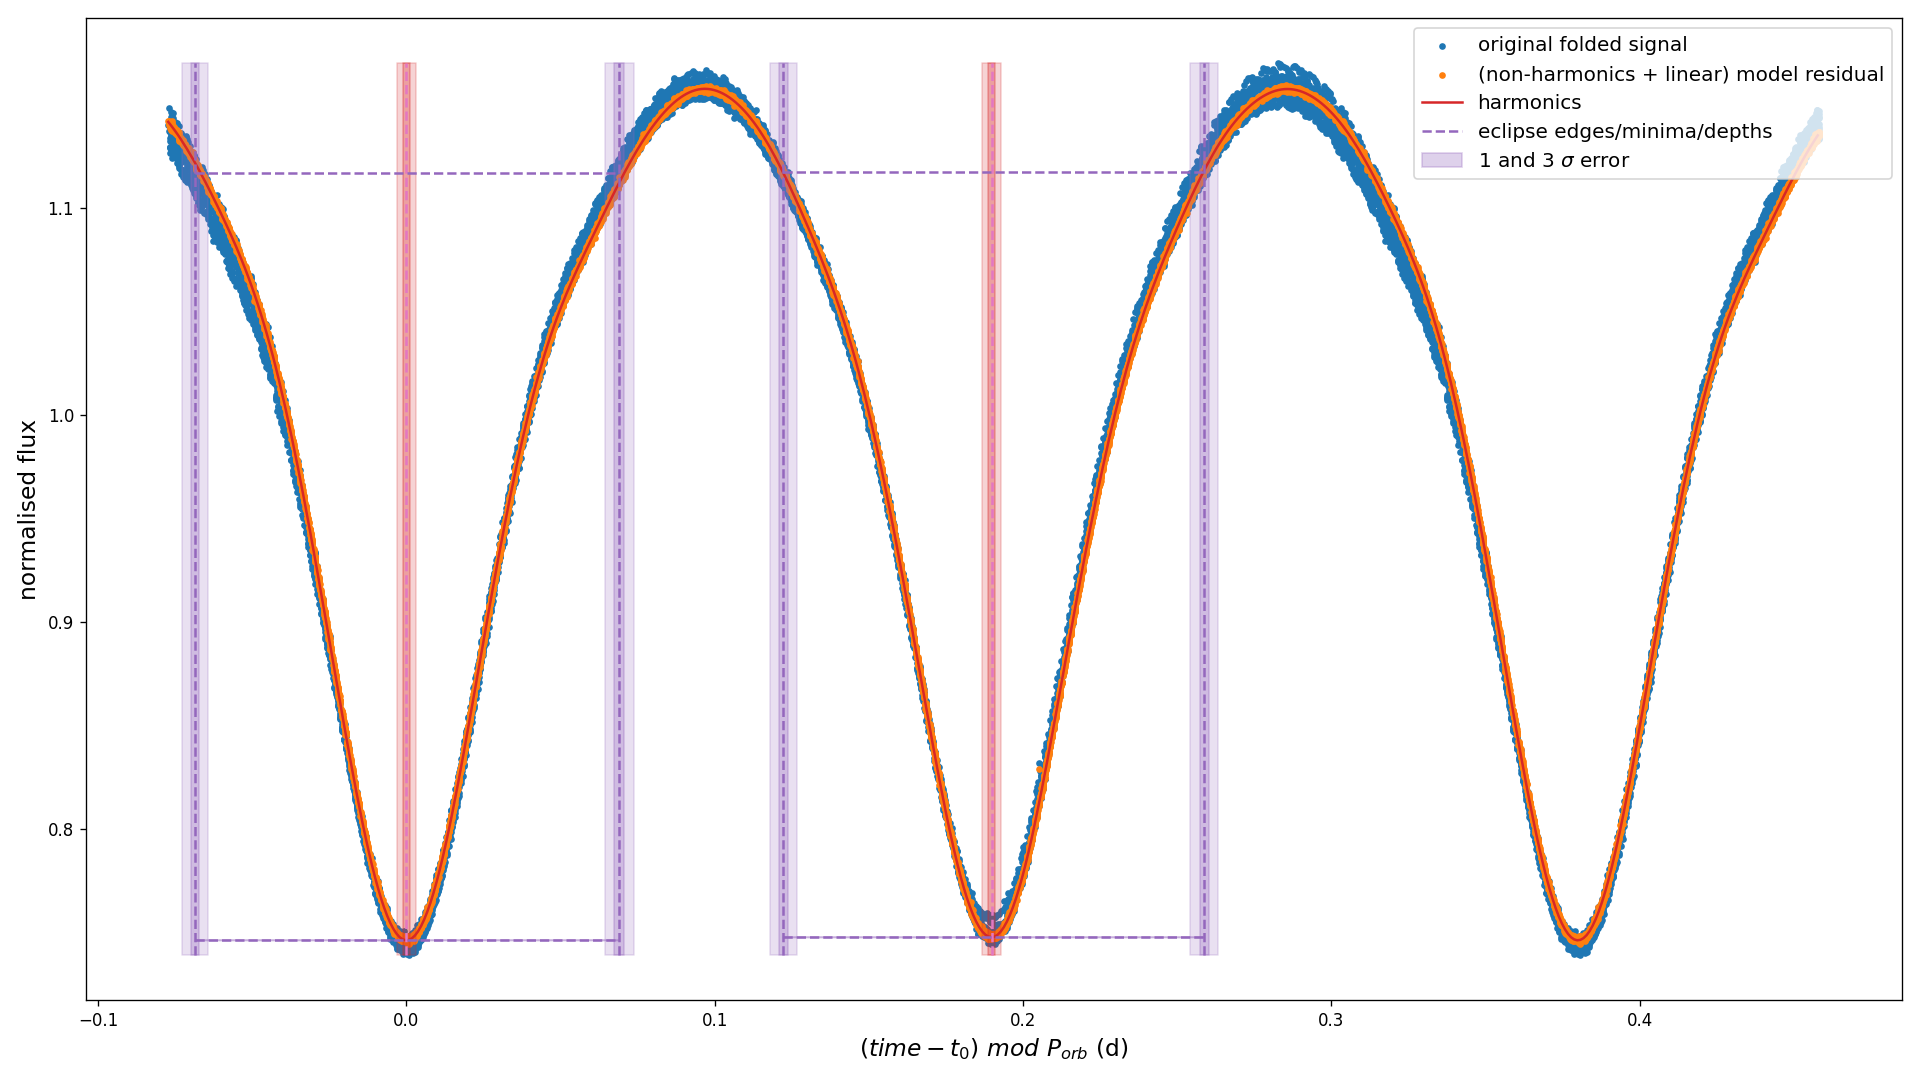 original folded signal
(non-harmonics + linear) model residual
harmonics
eclipse edges/minima/depths
1 and 3 σ error
normalised flux
1.1
1.0
0.9
0.8
−0.1 0.0 0.1 0.2 0.3 0.4
(time − t₀) mod Pₒᵣb (d)